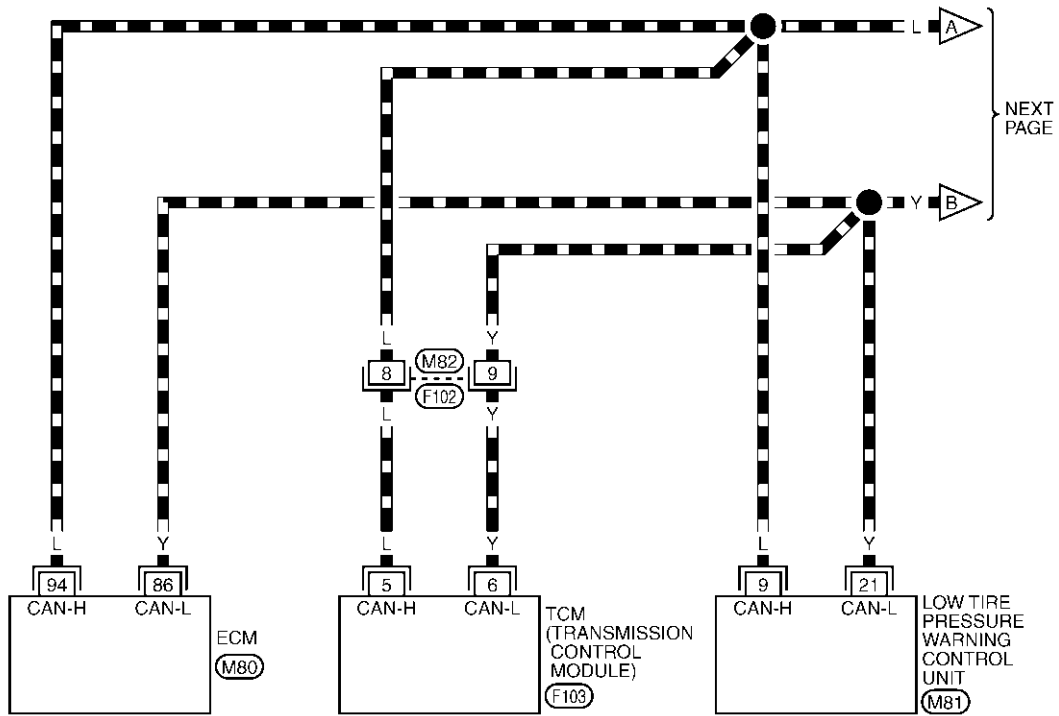 L A
NEXT
PAGE
Y B
L Y
8 M82 9
F102
L Y
L Y L Y
94 86 5 6 9 21
CAN-H CAN-L CAN-H CAN-L CAN-H CAN-L
ECM
M80
TCM
(TRANSMISSION
CONTROL
MODULE)
F103
LOW TIRE
PRESSURE
WARNING
CONTROL
UNIT
M81